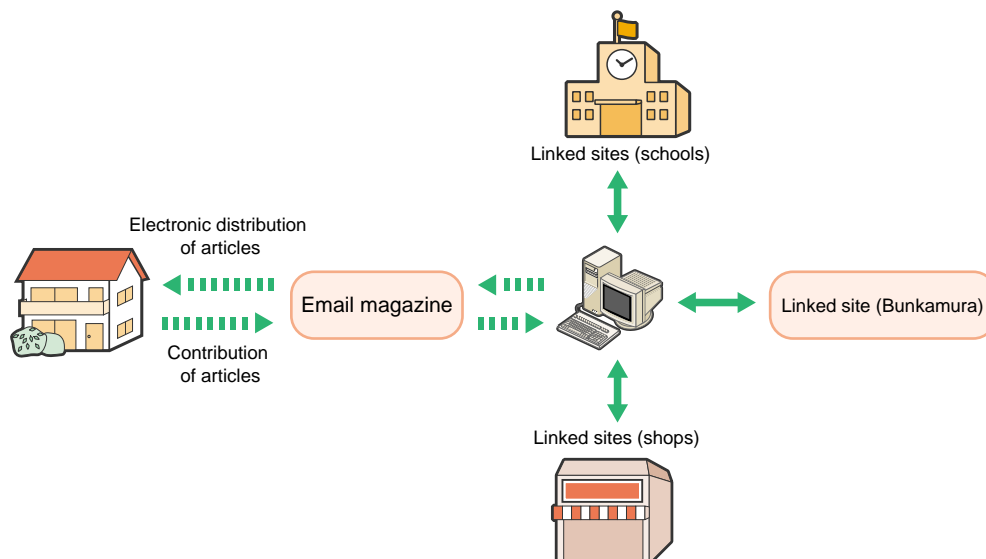 Linked sites (schools)
Electronic distribution
of articles
Email magazine
Linked site (Bunkamura)
Contribution
of articles
Linked sites (shops)